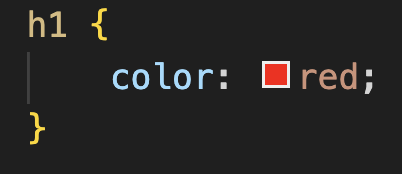 h1 {
    color: red;
}